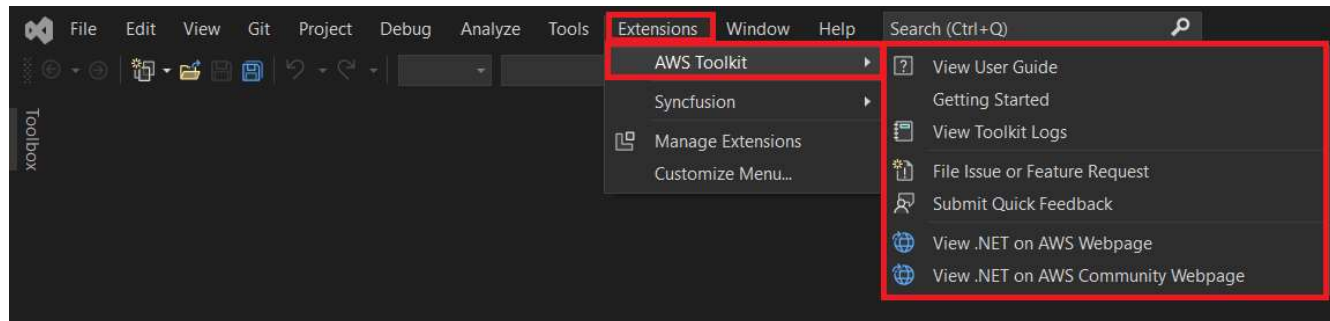 File Edit View Git Project Debug Analyze Tools Extensions Window Help Search (Ctrl+Q)
Toolbox
AWS Toolkit
Syncfusion
Manage Extensions
Customize Menu...
View User Guide
Getting Started
View Toolkit Logs
File Issue or Feature Request
Submit Quick Feedback
View .NET on AWS Webpage
View .NET on AWS Community Webpage